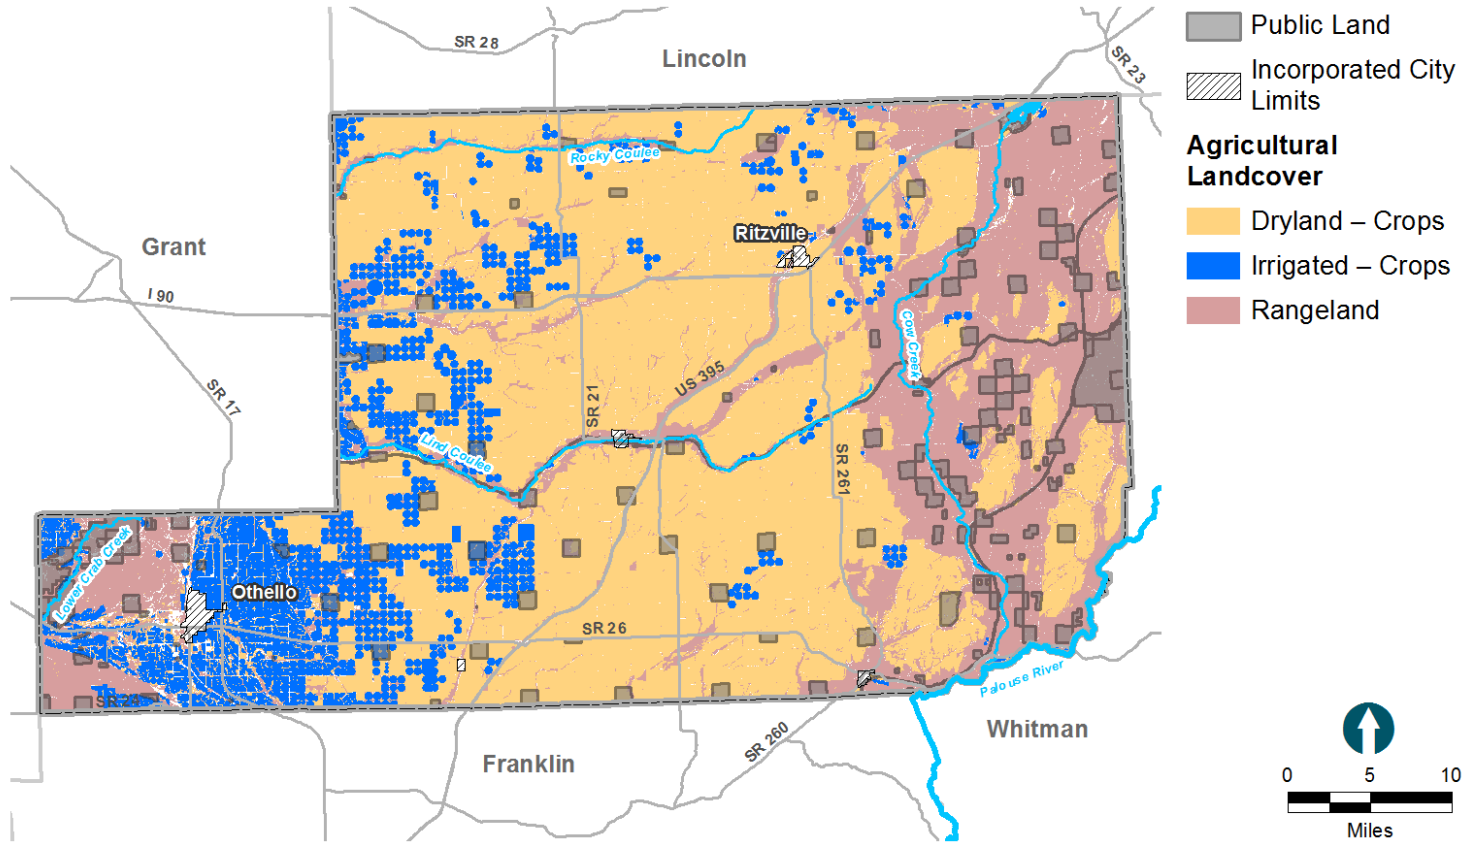 SR 28
Lincoln
SR 23
Public Land
Incorporated City
Limits
Agricultural
Landcover
Dryland – Crops
Irrigated – Crops
Rangeland
Rocky Coulee
Grant
Ritzville
I 90
Cow Creek
SR 17
US 395
SR 21
Lind Coulee
SR 261
Lower Crab Creek
Othello
SR 26
Palouse River
Franklin
SR 260
Whitman
0
5
10
Miles